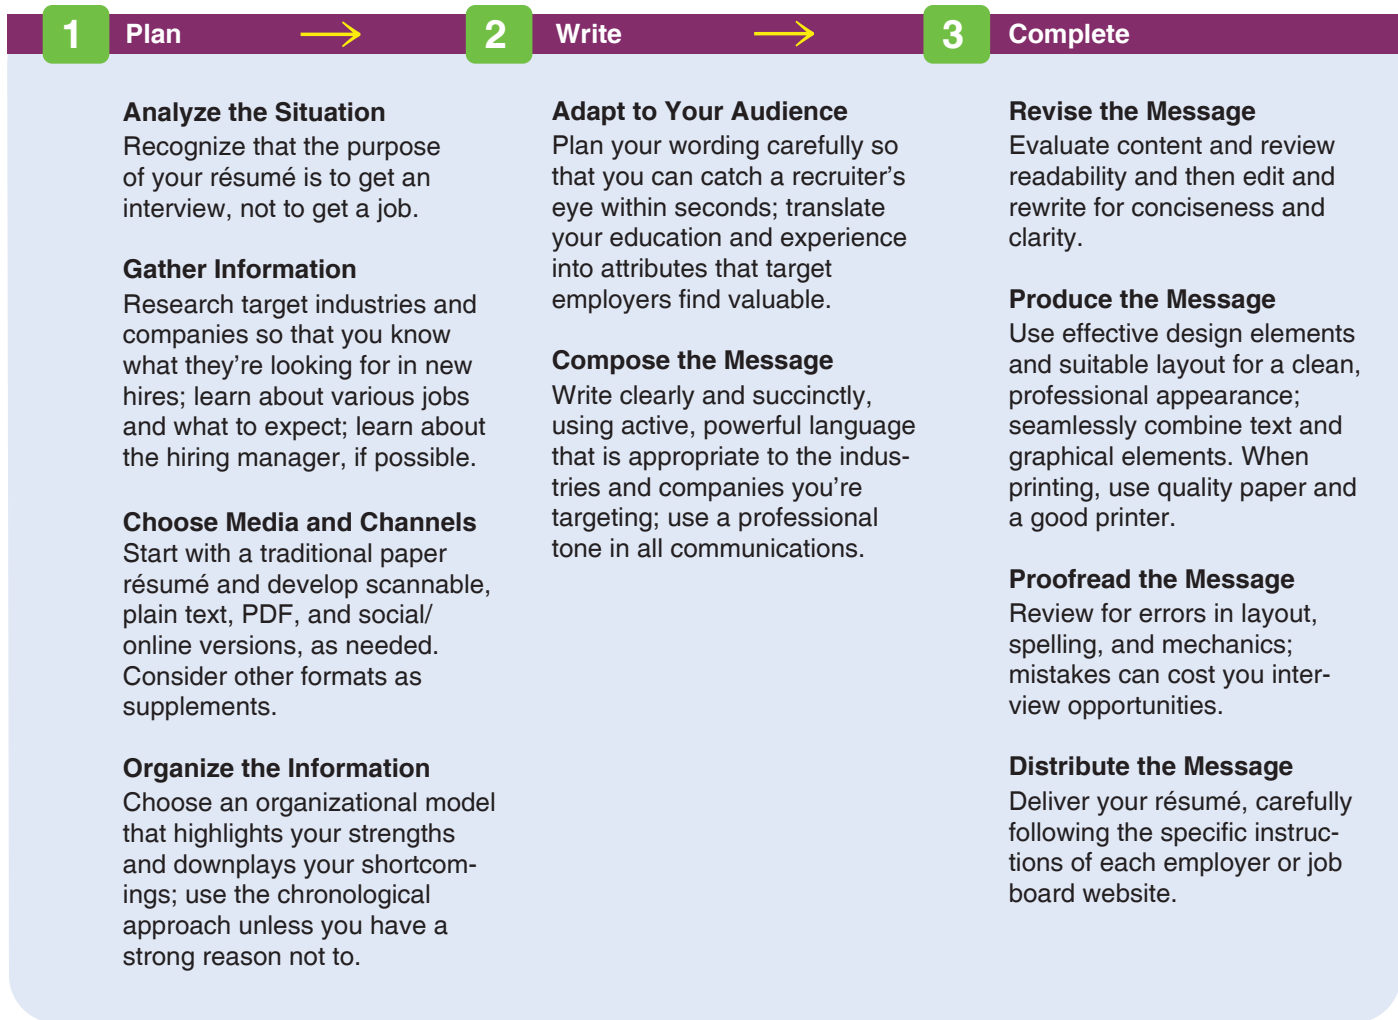 1 Plan → 2 Write → 3 Complete
Analyze the Situation
Recognize that the purpose
of your résumé is to get an
interview, not to get a job.
Gather Information
Research target industries and
companies so that you know
what they’re looking for in new
hires; learn about various jobs
and what to expect; learn about
the hiring manager, if possible.
Choose Media and Channels
Start with a traditional paper
résumé and develop scannable,
plain text, PDF, and social/
online versions, as needed.
Consider other formats as
supplements.
Organize the Information
Choose an organizational model
that highlights your strengths
and downplays your shortcom-
ings; use the chronological
approach unless you have a
strong reason not to.
Adapt to Your Audience
Plan your wording carefully so
that you can catch a recruiter’s
eye within seconds; translate
your education and experience
into attributes that target
employers find valuable.
Compose the Message
Write clearly and succinctly,
using active, powerful language
that is appropriate to the indus-
tries and companies you’re
targeting; use a professional
tone in all communications.
Revise the Message
Evaluate content and review
readability and then edit and
rewrite for conciseness and
clarity.
Produce the Message
Use effective design elements
and suitable layout for a clean,
professional appearance;
seamlessly combine text and
graphical elements. When
printing, use quality paper and
a good printer.
Proofread the Message
Review for errors in layout,
spelling, and mechanics;
mistakes can cost you inter-
view opportunities.
Distribute the Message
Deliver your résumé, carefully
following the specific instruc-
tions of each employer or job
board website.